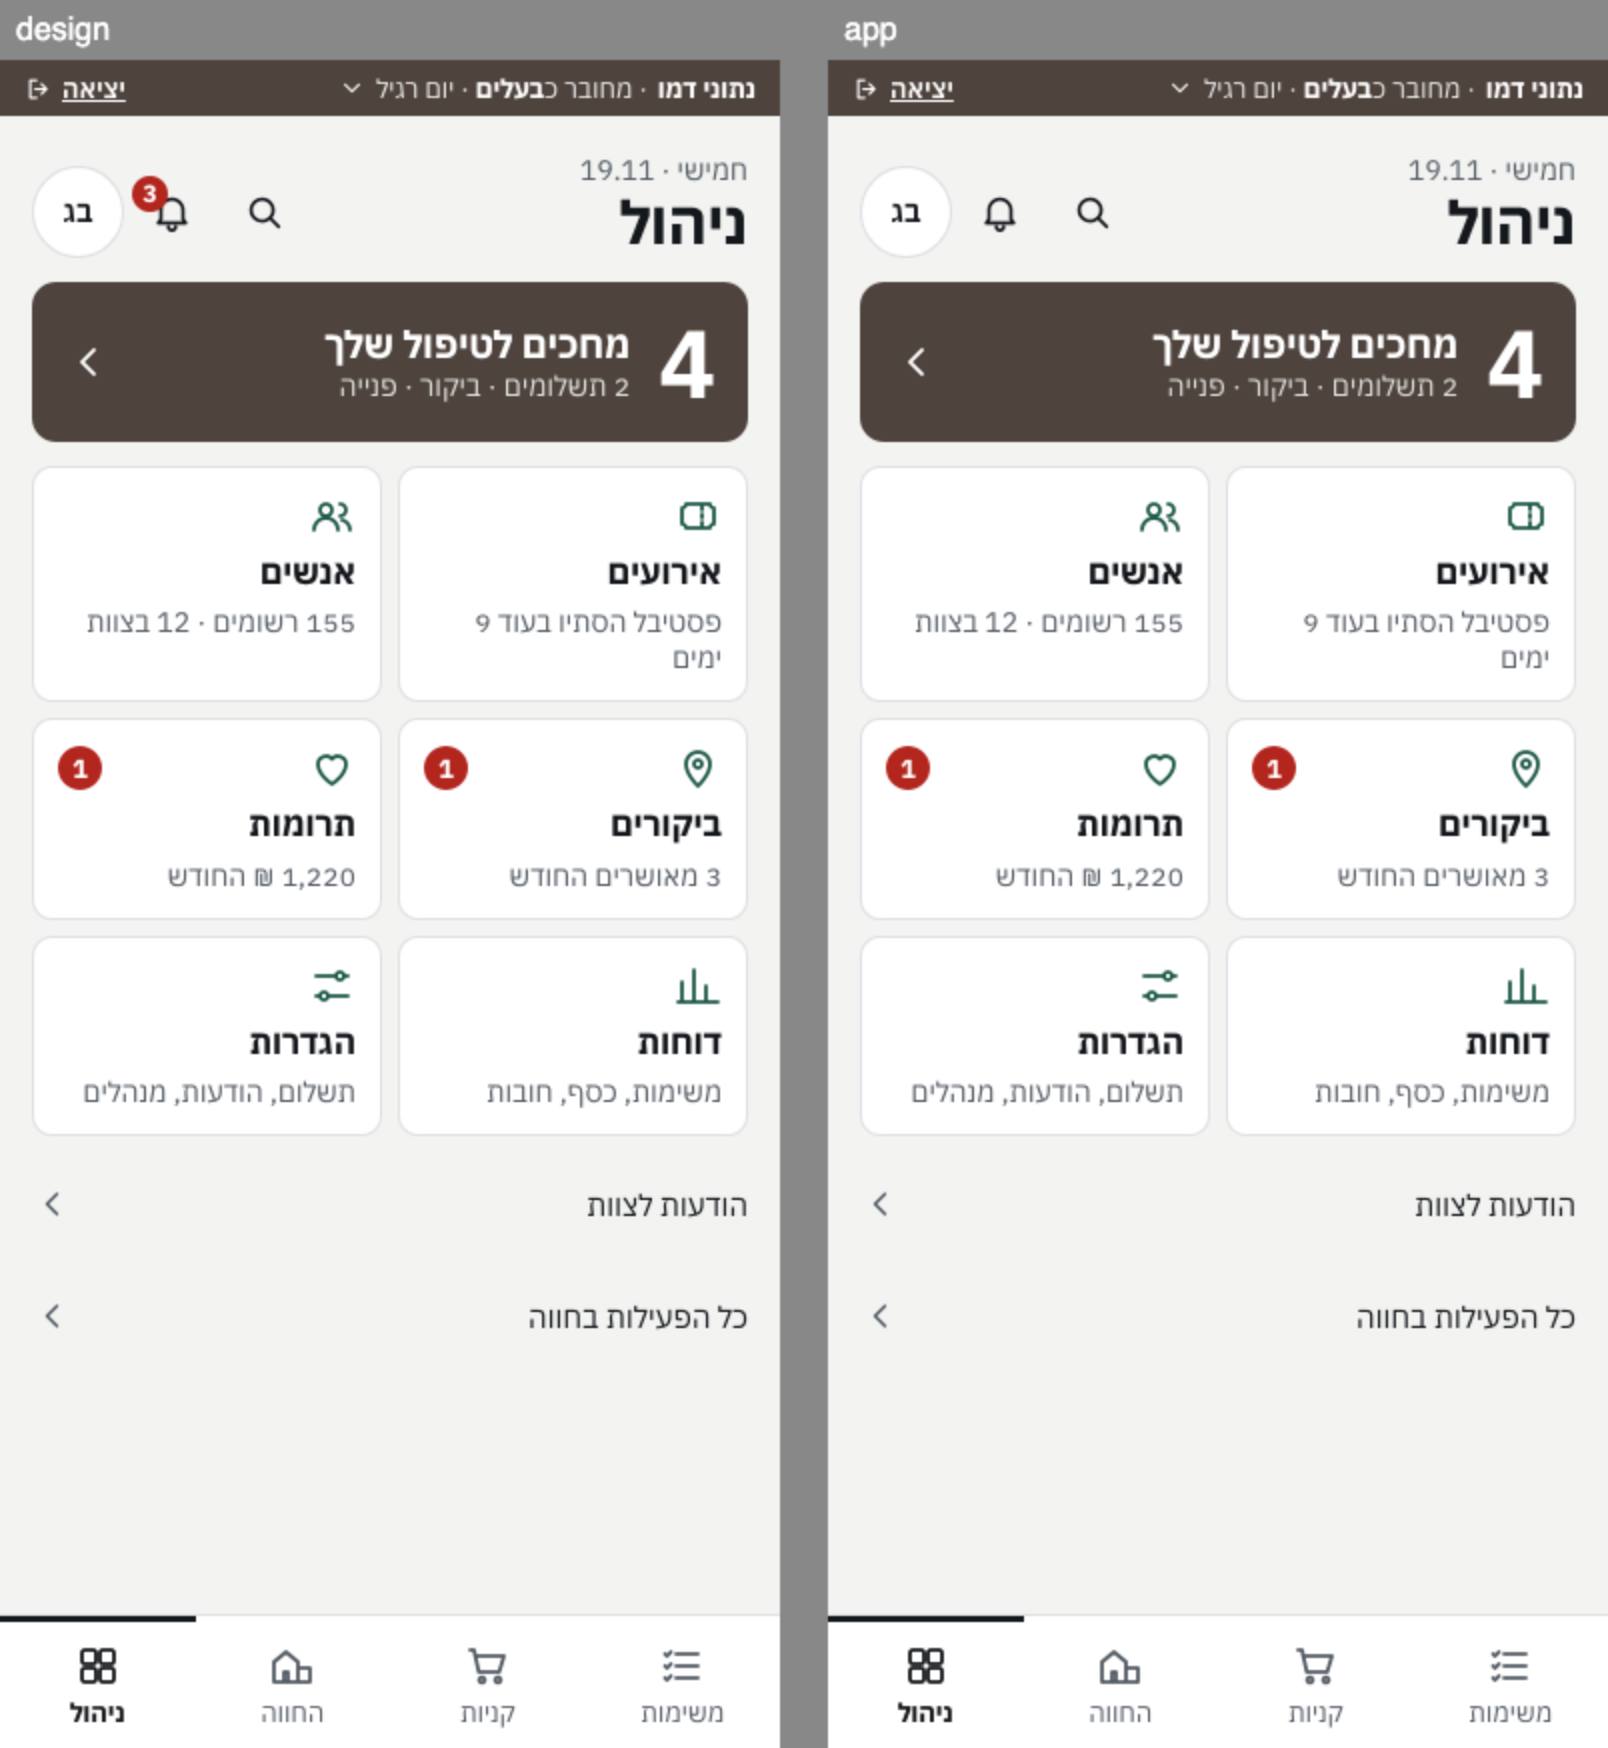 design
נתוני דמו · מחובר כבעלים · יום רגיל
יציאה
חמישי · 19.11
ניהול
3
בג
4
מחכים לטיפול שלך
2 תשלומים · ביקור · פנייה
אירועים
פסטיבל הסתיו בעוד 9
ימים
אנשים
155 רשומים · 12 בצוות
1
ביקורים
3 מאושרים החודש
1
תרומות
1,220 ₪ החודש
דוחות
משימות, כסף, חובות
הגדרות
תשלום, הודעות, מנהלים
הודעות לצוות
כל הפעילות בחווה
משימות
קניות
החווה
ניהול
app
נתוני דמו · מחובר כבעלים · יום רגיל
יציאה
חמישי · 19.11
ניהול
בג
4
מחכים לטיפול שלך
2 תשלומים · ביקור · פנייה
אירועים
פסטיבל הסתיו בעוד 9
ימים
אנשים
155 רשומים · 12 בצוות
1
ביקורים
3 מאושרים החודש
1
תרומות
1,220 ₪ החודש
דוחות
משימות, כסף, חובות
הגדרות
תשלום, הודעות, מנהלים
הודעות לצוות
כל הפעילות בחווה
משימות
קניות
החווה
ניהול